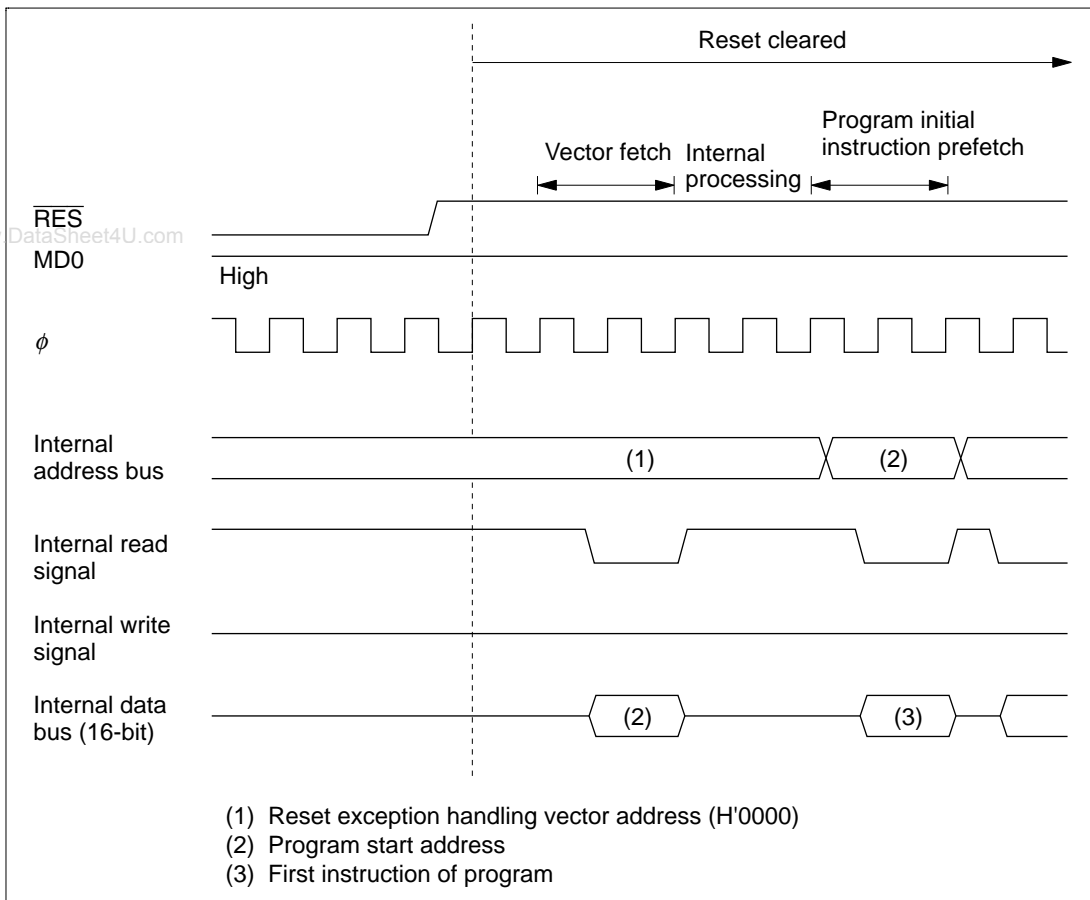 Reset cleared
Vector fetch
Internal
processing
Program initial
instruction prefetch
RES
.DataSheet4U.com
MD0
High
ϕ
Internal
address bus
(1)
(2)
Internal read
signal
Internal write
signal
Internal data
bus (16-bit)
(2)
(3)
(1) Reset exception handling vector address (H'0000)
(2) Program start address
(3) First instruction of program